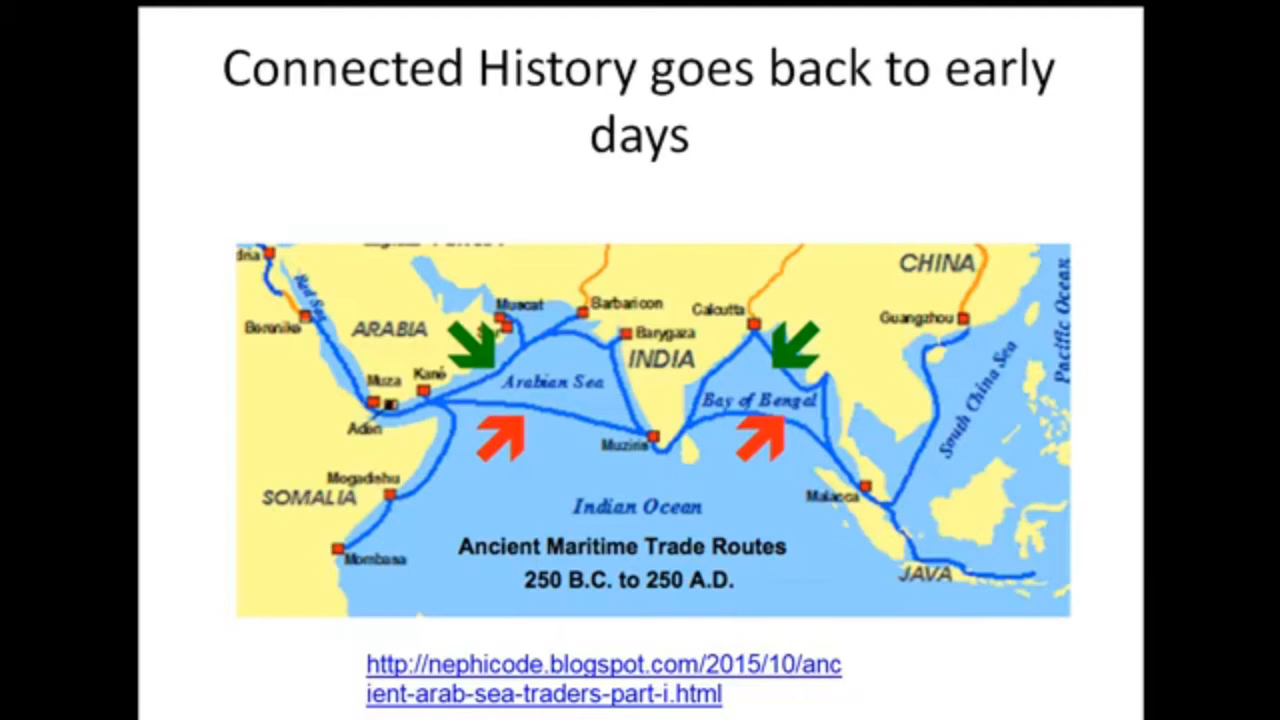 Connected History goes back to early
days
CHINA
Pacific Ocean
Red Sea
Muscat
Barbaricon
Calcutta
Guangzhou
Berenike
ARABIA
Barygaza
INDIA
South China Sea
Muza
Kané
Arabian Sea
Bay of Bengal
Aden
Muziris
Mogadishu
SOMALIA
Malacca
Indian Ocean
Ancient Maritime Trade Routes
250 B.C. to 250 A.D.
Mombasa
JAVA
http://nephicode.blogspot.com/2015/10/anc
ient-arab-sea-traders-part-i.html